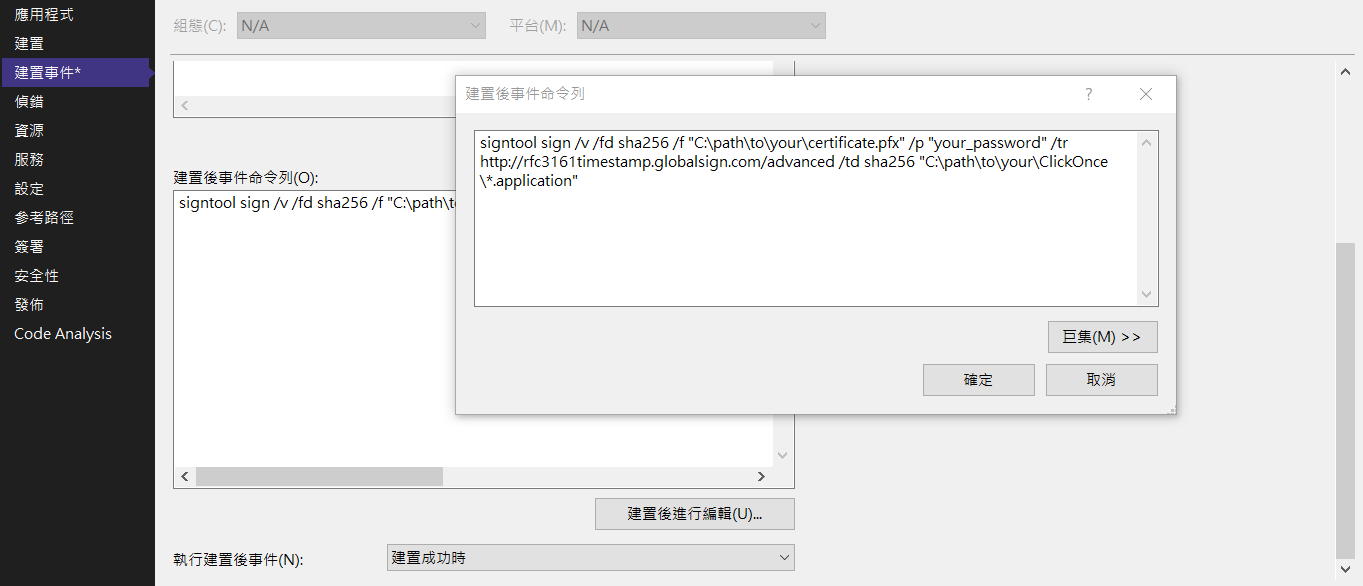 應用程式
建置
建置事件*
偵錯
資源
服務
設定
參考路徑
簽署
安全性
發佈
Code Analysis
組態(C): N/A 平台(M): N/A
建置後事件命令列(O):
signtool sign /v /fd sha256 /f "C:\path\t
建置後事件命令列 ?
signtool sign /v /fd sha256 /f "C:\path\to\your\certificate.pfx" /p "your_password" /tr
http://rfc3161timestamp.globalsign.com/advanced /td sha256 "C:\path\to\your\ClickOnce
\*.application"
巨集(M) >>
確定 取消
建置後進行編輯(U)...
執行建置後事件(N): 建置成功時